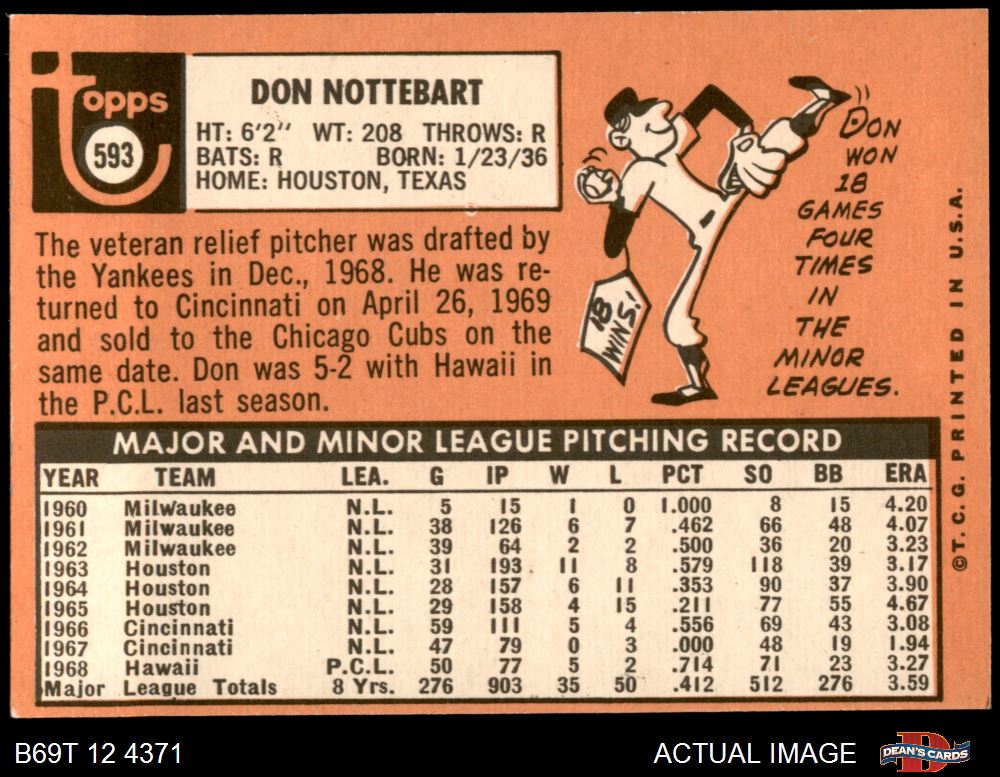 Topps
593
DON NOTTEBART
HT: 6'2" WT: 208 THROWS: R
BATS: R BORN: 1/23/36
HOME: HOUSTON, TEXAS
The veteran relief pitcher was drafted by
the Yankees in Dec., 1968. He was re-
turned to Cincinnati on April 26, 1969
and sold to the Chicago Cubs on the
same date. Don was 5-2 with Hawaii in
the P.C.L. last season.
18
WINS!
DON
WON
18
GAMES
FOUR
TIMES
IN
THE
MINOR
LEAGUES.
©T. C. G. PRINTED IN U.S.A.
MAJOR AND MINOR LEAGUE PITCHING RECORD
YEAR TEAM LEA. G IP W L PCT SO BB ERA
1960 Milwaukee N.L. 5 15 1 0 1.000 8 15 4.20
1961 Milwaukee N.L. 38 126 6 7 .462 66 48 4.07
1962 Milwaukee N.L. 39 64 2 2 .500 36 20 3.23
1963 Houston N.L. 31 193 11 8 .579 118 39 3.17
1964 Houston N.L. 28 157 6 11 .353 90 37 3.90
1965 Houston N.L. 29 158 4 15 .211 77 55 4.67
1966 Cincinnati N.L. 59 111 5 4 .556 69 43 3.08
1967 Cincinnati N.L. 47 79 0 3 .000 48 19 1.94
1968 Hawaii P.C.L. 50 77 5 2 .714 71 23 3.27
Major League Totals 8 Yrs. 276 903 35 50 .412 512 276 3.59
B69T 12 4371
ACTUAL IMAGE
DEAN'S CARDS